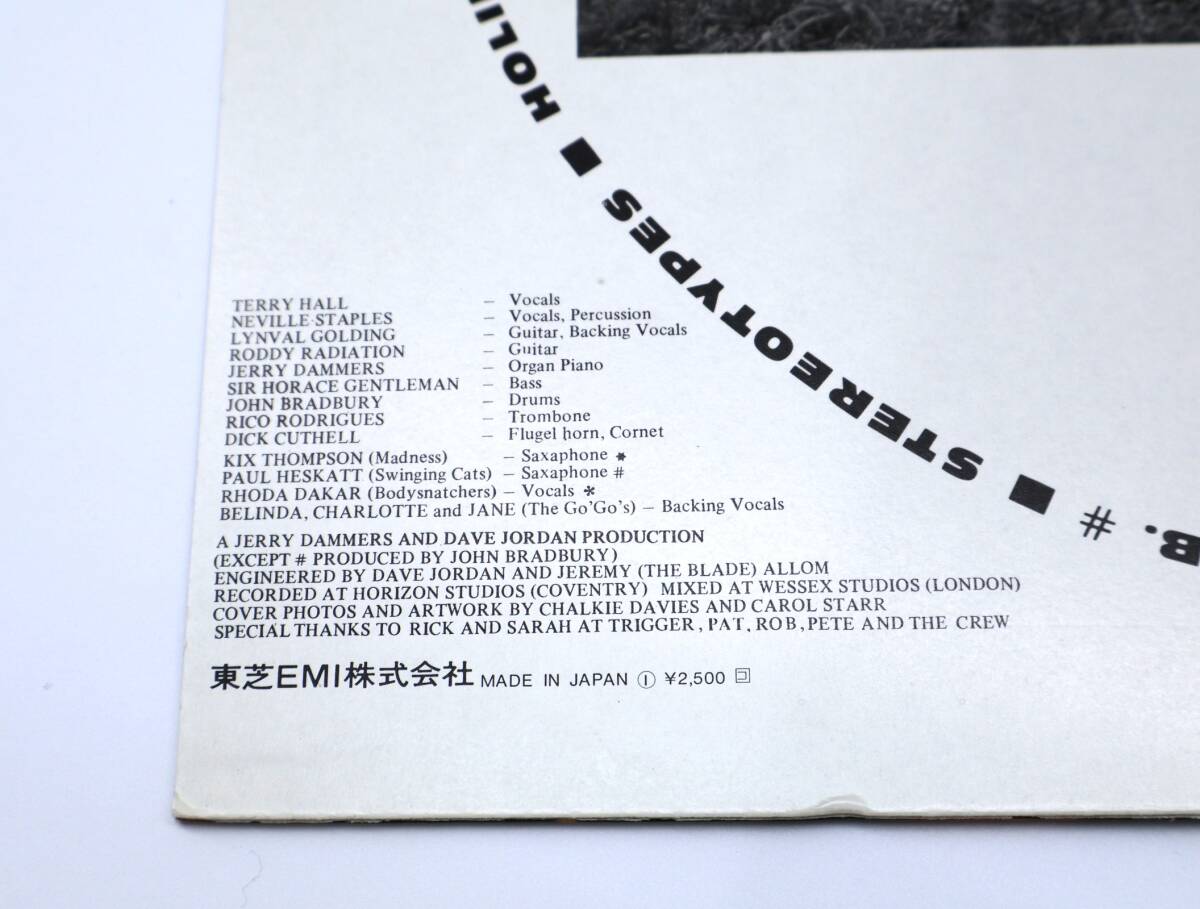 HOLI ■ STEREOTYPES ■ # B.
TERRY HALL – Vocals
NEVILLE STAPLES – Vocals, Percussion
LYNVAL GOLDING – Guitar, Backing Vocals
RODDY RADIATION – Guitar
JERRY DAMMERS – Organ Piano
SIR HORACE GENTLEMAN – Bass
JOHN BRADBURY – Drums
RICO RODRIGUES – Trombone
DICK CUTHELL – Flugel horn, Cornet
KIX THOMPSON (Madness) – Saxaphone ★
PAUL HESKATT (Swinging Cats) – Saxaphone #
RHODA DAKAR (Bodysnatchers) – Vocals *
BELINDA, CHARLOTTE and JANE (The Go'Go's) – Backing Vocals
A JERRY DAMMERS AND DAVE JORDAN PRODUCTION
(EXCEPT # PRODUCED BY JOHN BRADBURY)
ENGINEERED BY DAVE JORDAN AND JEREMY (THE BLADE) ALLOM
RECORDED AT HORIZON STUDIOS (COVENTRY) MIXED AT WESSEX STUDIOS (LONDON)
COVER PHOTOS AND ARTWORK BY CHALKIE DAVIES AND CAROL STARR
SPECIAL THANKS TO RICK AND SARAH AT TRIGGER, PAT, ROB, PETE AND THE CREW
東芝EMI株式会社 MADE IN JAPAN Ⓘ ¥2,500 コ